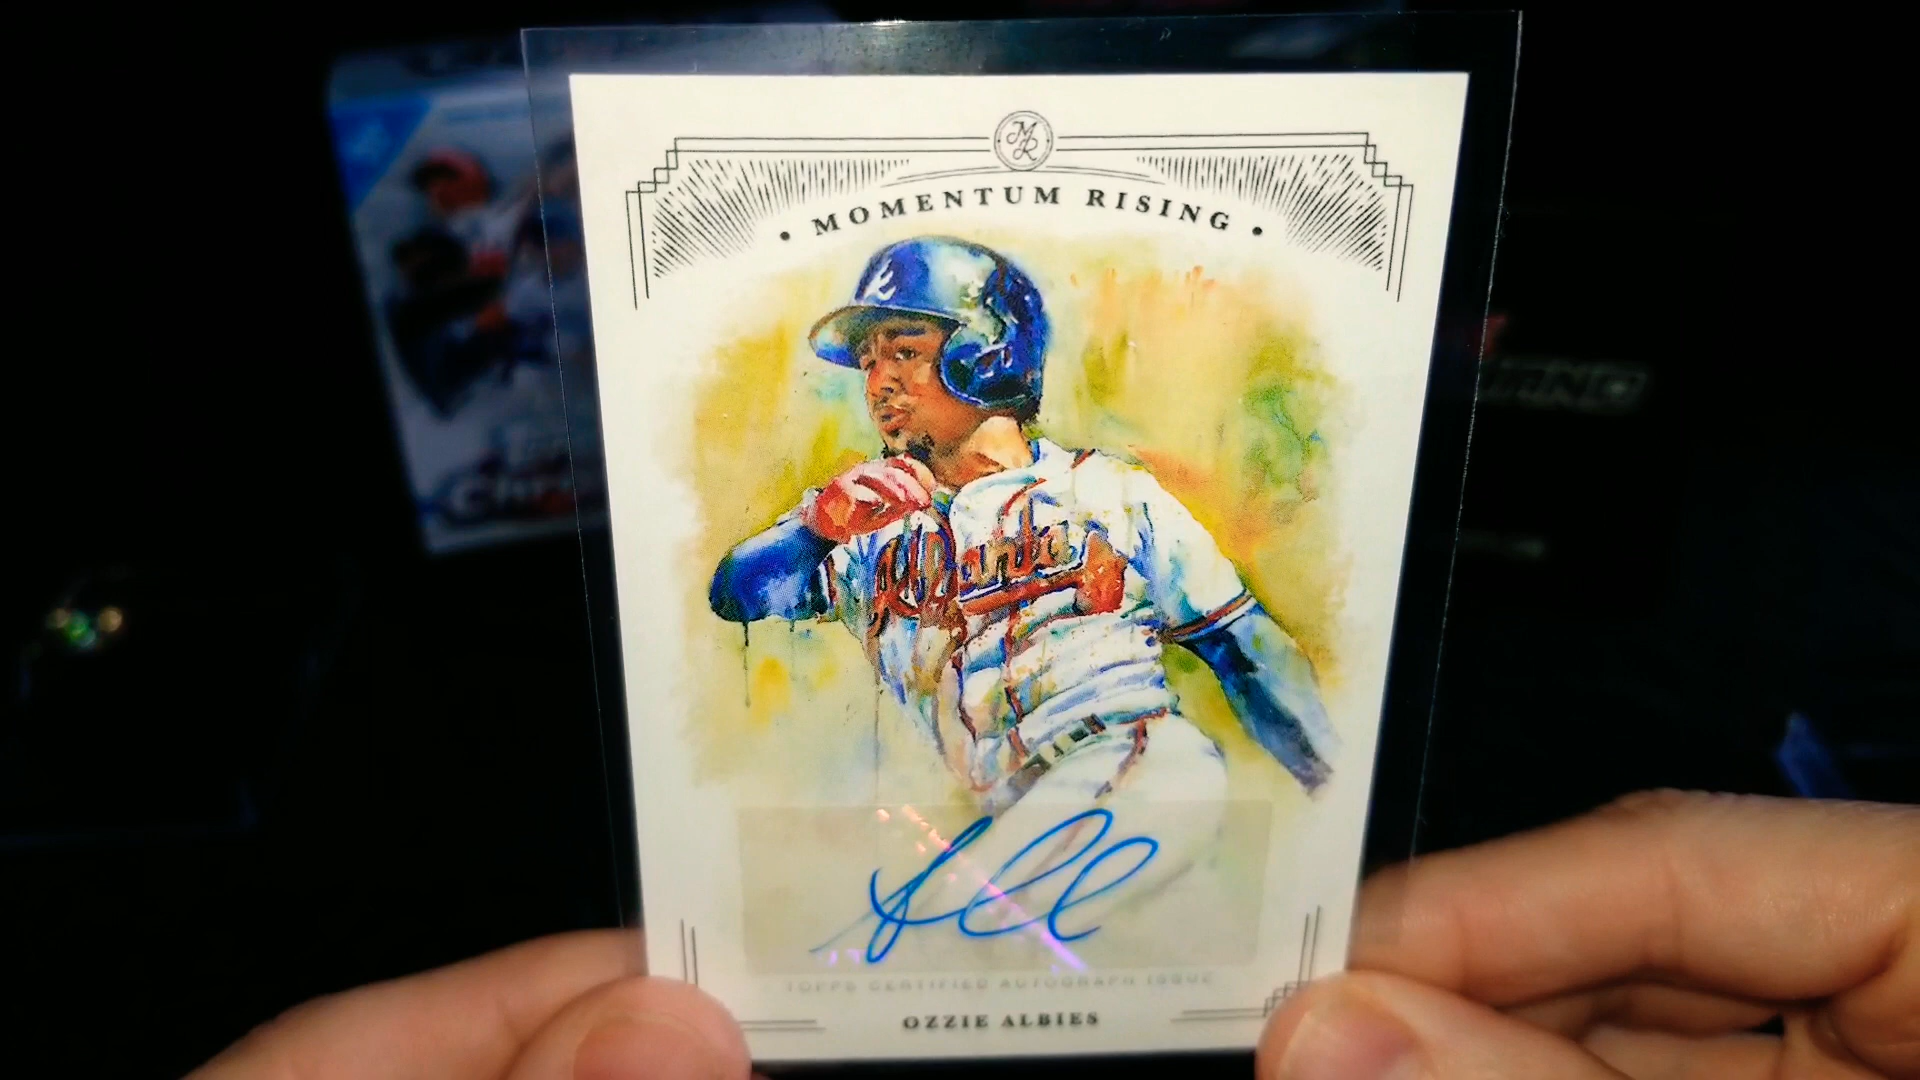 MR
MOMENTUM RISING
Atlanta
TOPPS CERTIFIED AUTOGRAPH ISSUE
OZZIE ALBIES